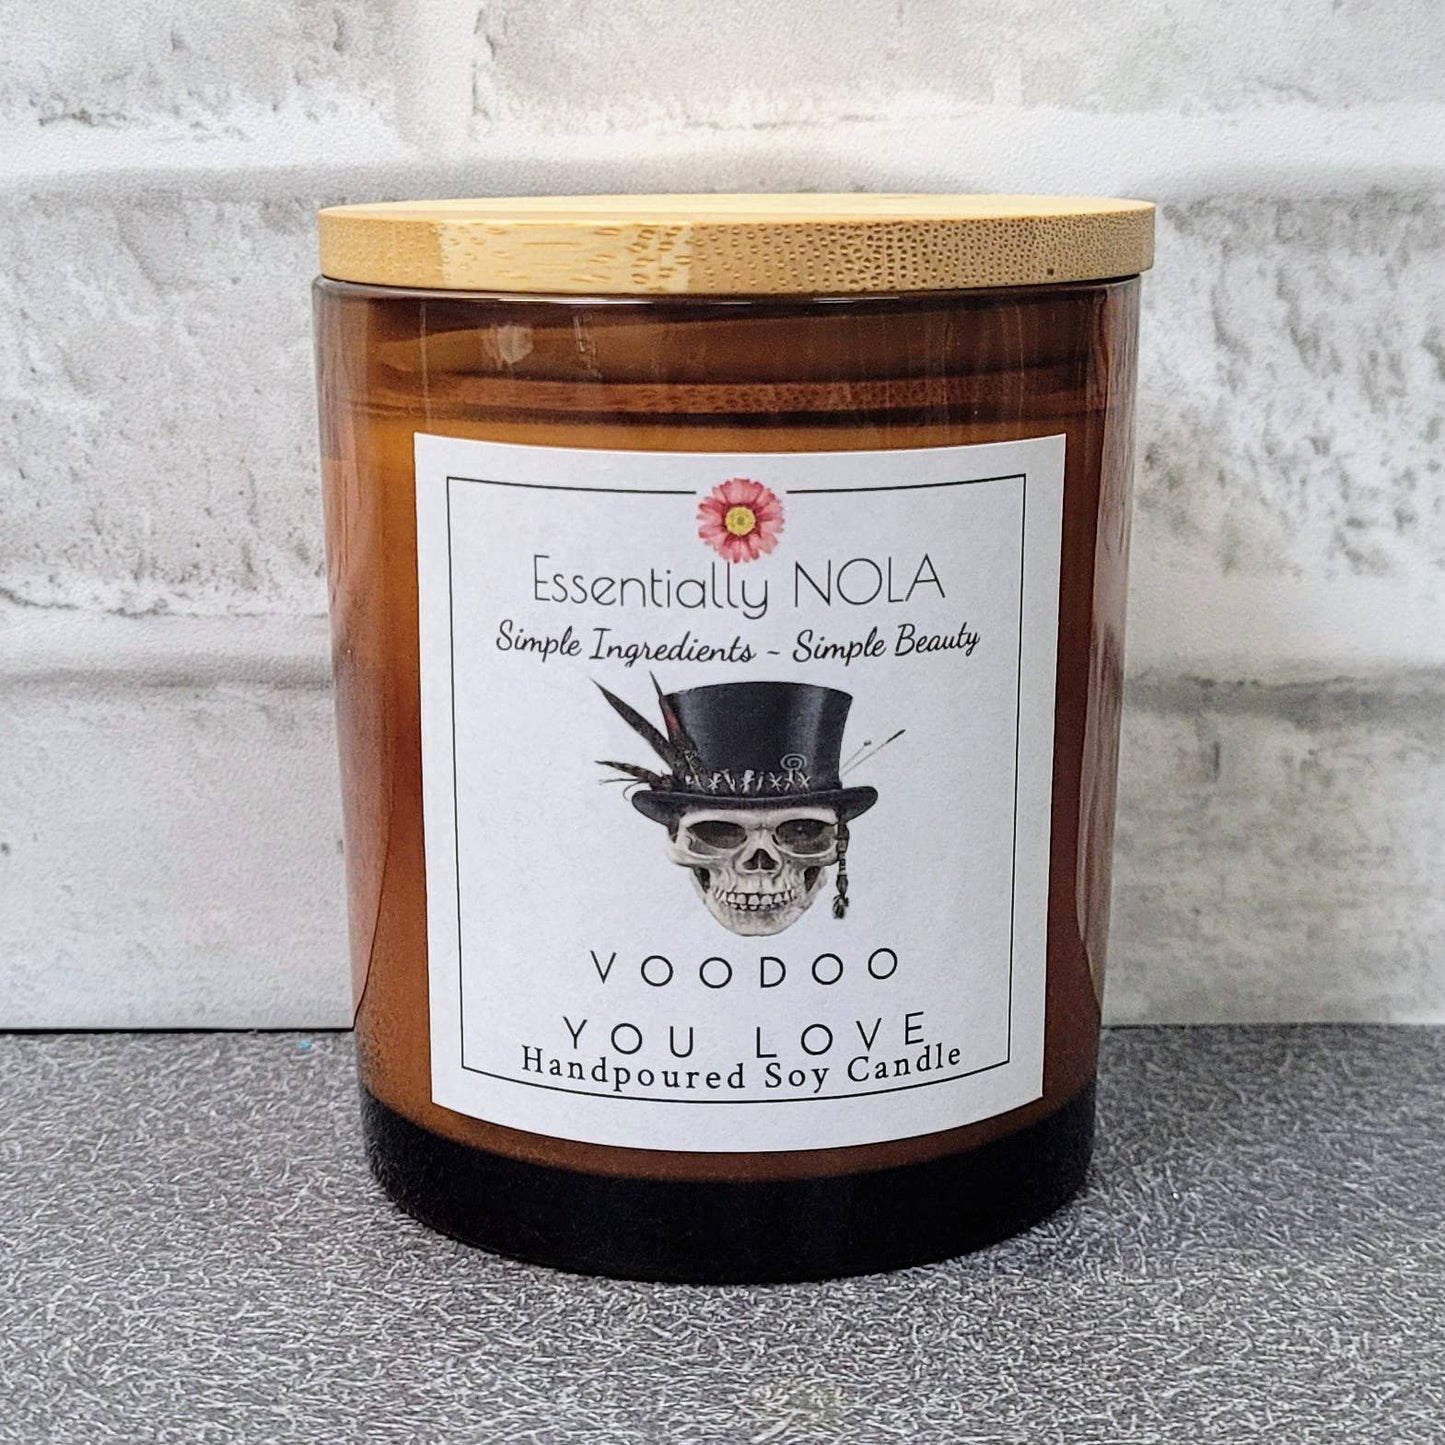 Essentially NOLA
Simple Ingredients ~ Simple Beauty
VOODOO
YOU LOVE
Handpoured Soy Candle